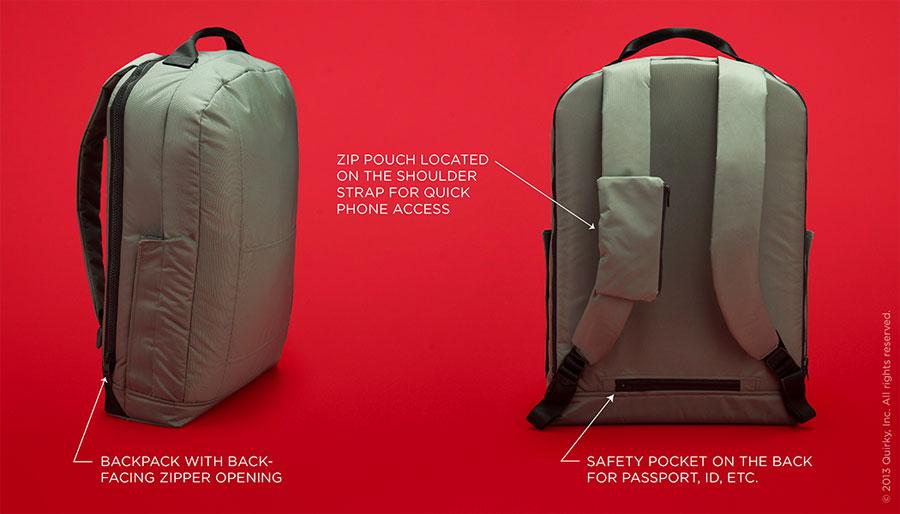 ZIP POUCH LOCATED
ON THE SHOULDER
STRAP FOR QUICK
PHONE ACCESS
BACKPACK WITH BACK-
FACING ZIPPER OPENING
SAFETY POCKET ON THE BACK
FOR PASSPORT, ID, ETC.
© 2013 Quirky, Inc. All rights reserved.